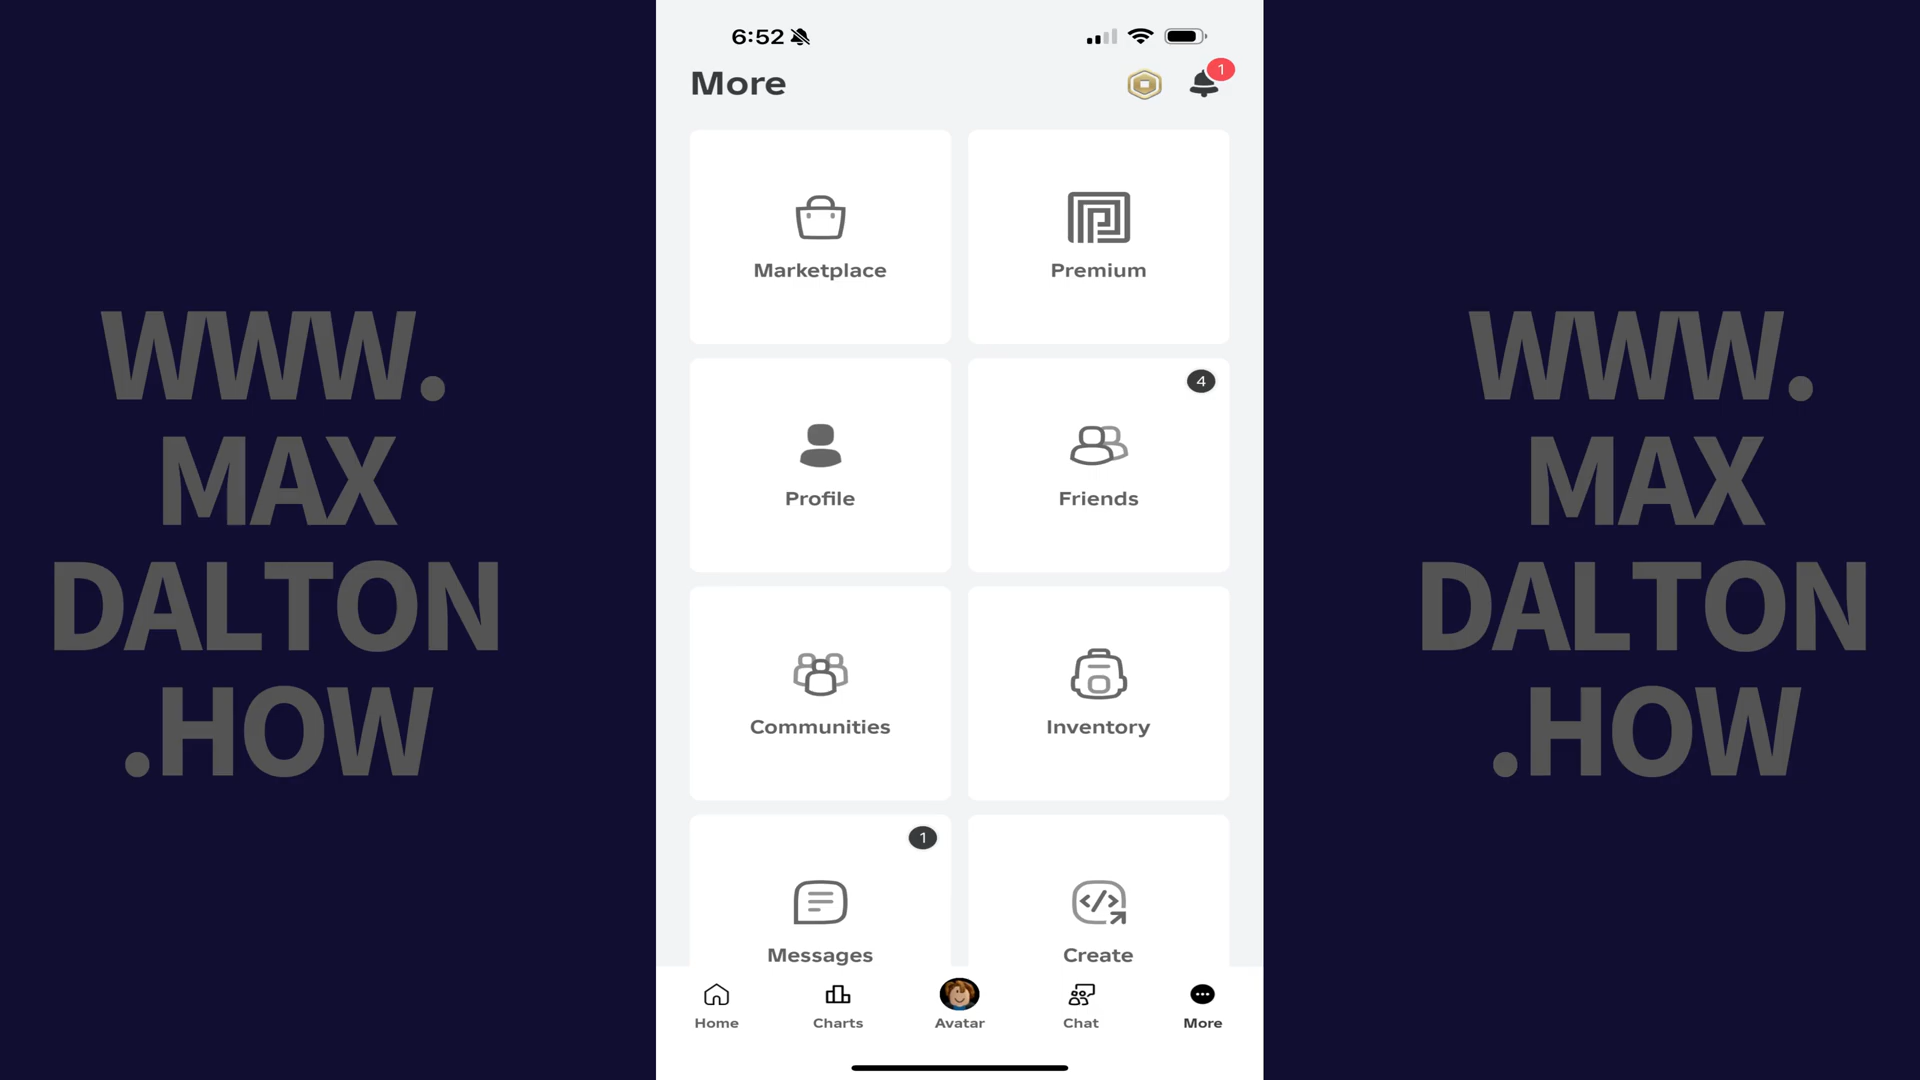 6:52
More
1
Marketplace
Premium
4
Profile
Friends
Communities
Inventory
1
Messages
Create
Home
Charts
Avatar
Chat
More
WWW.
MAX
DALTON
.HOW
WWW.
MAX
DALTON
.HOW